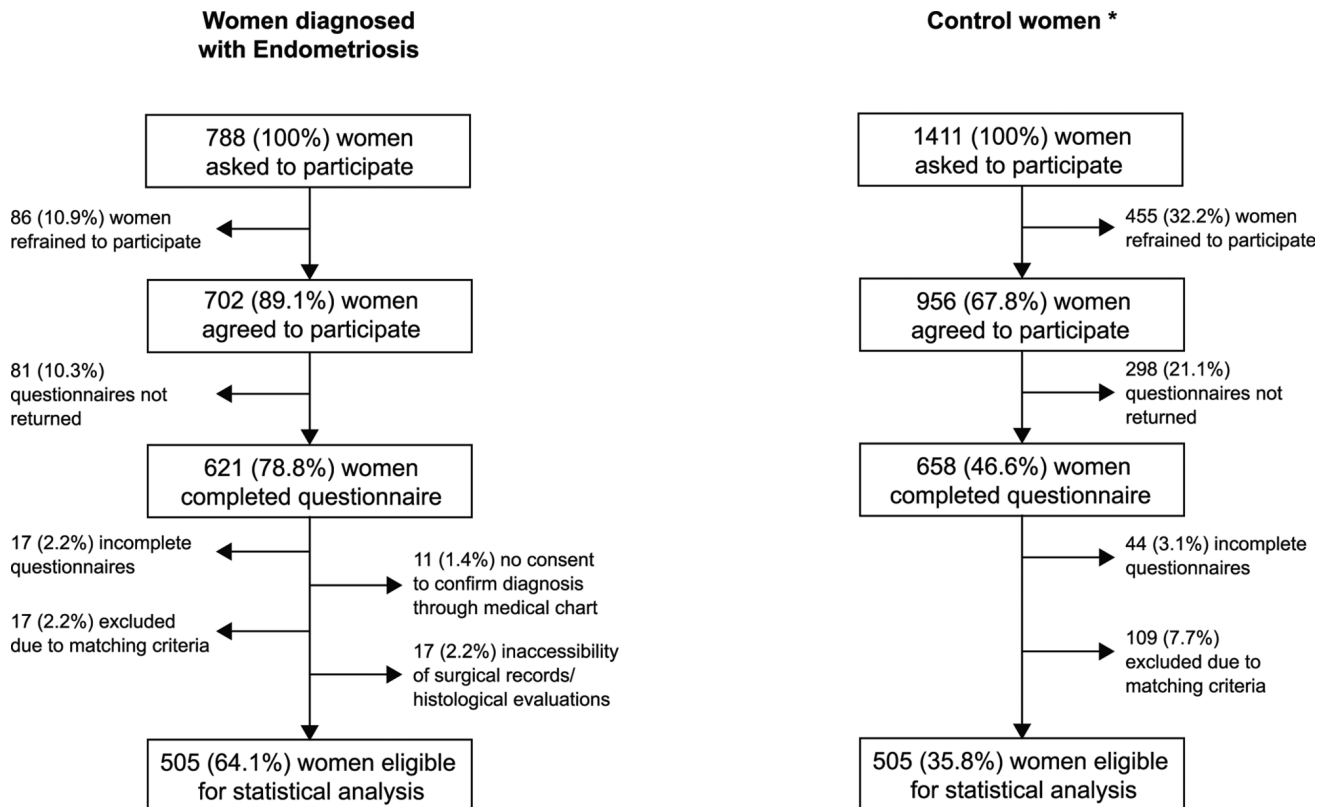 Women diagnosed
with Endometriosis
788 (100%) women
asked to participate
86 (10.9%) women
refrained to participate
702 (89.1%) women
agreed to participate
81 (10.3%)
questionnaires not
returned
621 (78.8%) women
completed questionnaire
17 (2.2%) incomplete
questionnaires
11 (1.4%) no consent
to confirm diagnosis
through medical chart
17 (2.2%) excluded
due to matching criteria
17 (2.2%) inaccessibility
of surgical records/
histological evaluations
505 (64.1%) women eligible
for statistical analysis
Control women *
1411 (100%) women
asked to participate
455 (32.2%) women
refrained to participate
956 (67.8%) women
agreed to participate
298 (21.1%)
questionnaires not
returned
658 (46.6%) women
completed questionnaire
44 (3.1%) incomplete
questionnaires
109 (7.7%)
excluded due to
matching criteria
505 (35.8%) women eligible
for statistical analysis